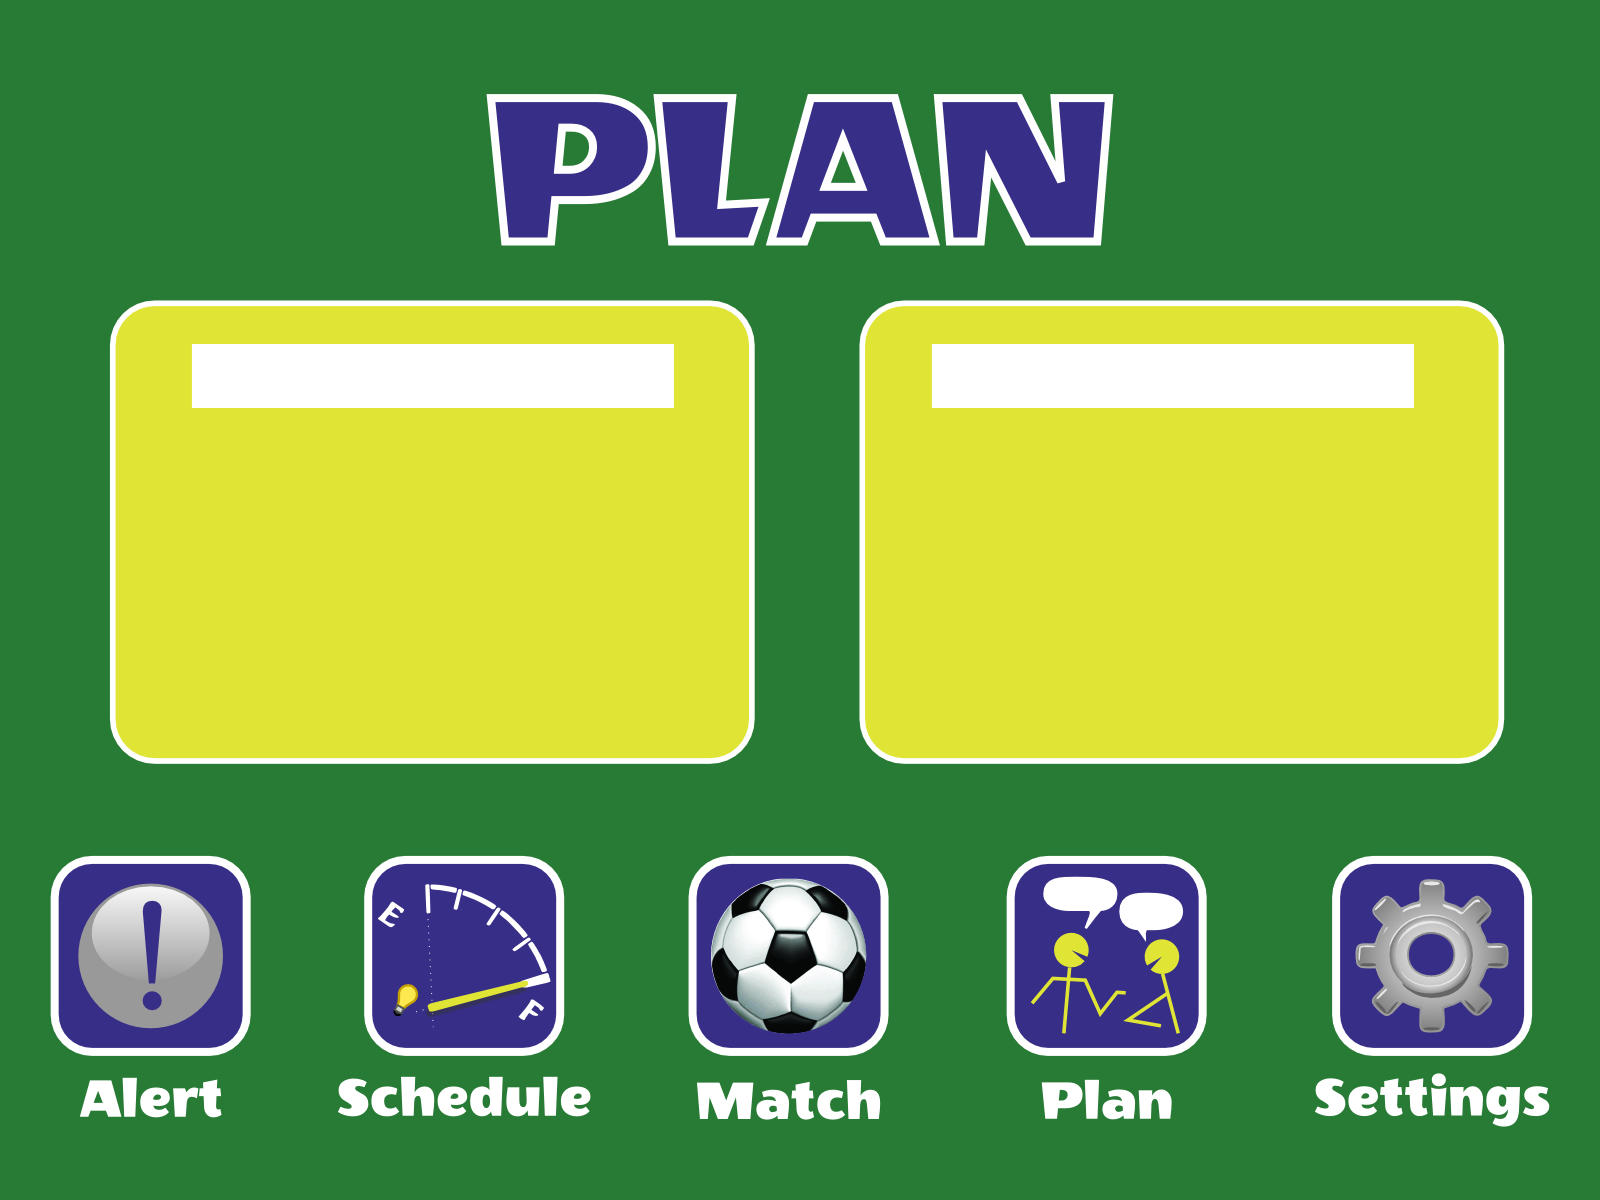 PLAN
E
F
Alert
Schedule
Match
Plan
Settings